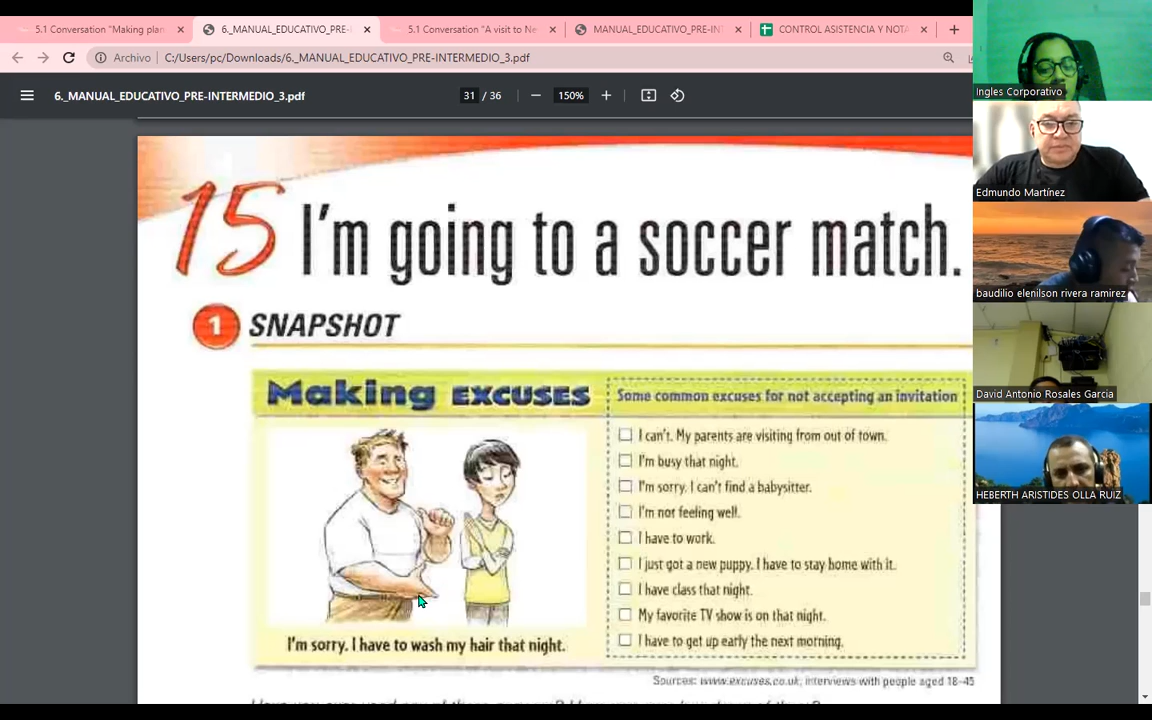 5.1 Conversation "Making plan
6._MANUAL_EDUCATIVO_PRE-I
5.1 Conversation "A visit to Ne
MANUAL_EDUCATIVO_PRE-INT
CONTROL ASISTENCIA Y NOTA
Archivo
C:/Users/pc/Downloads/6._MANUAL_EDUCATIVO_PRE-INTERMEDIO_3.pdf
6._MANUAL_EDUCATIVO_PRE-INTERMEDIO_3.pdf
31 / 36
150%
15 I'm going to a soccer match.
1 SNAPSHOT
Making EXCUSES
I'm sorry. I have to wash my hair that night.
Some common excuses for not accepting an invitation
I can't. My parents are visiting from out of town.
I'm busy that night.
I'm sorry. I can't find a babysitter.
I'm not feeling well.
I have to work.
I just got a new puppy. I have to stay home with it.
I have class that night.
My favorite TV show is on that night.
I have to get up early the next morning.
Sources: www.excuses.co.uk; interviews with people aged 18-45
Ingles Corporativo
Edmundo Martínez
baudilio elenilson rivera ramirez
David Antonio Rosales Garcia
HEBERTH ARISTIDES OLLA RUIZ